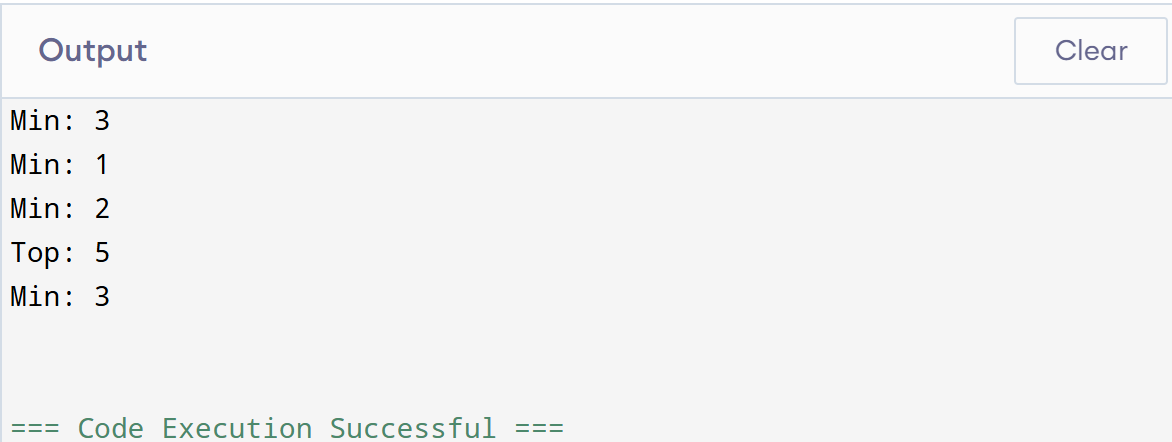 Output
Clear
Min: 3
Min: 1
Min: 2
Top: 5
Min: 3
=== Code Execution Successful ===